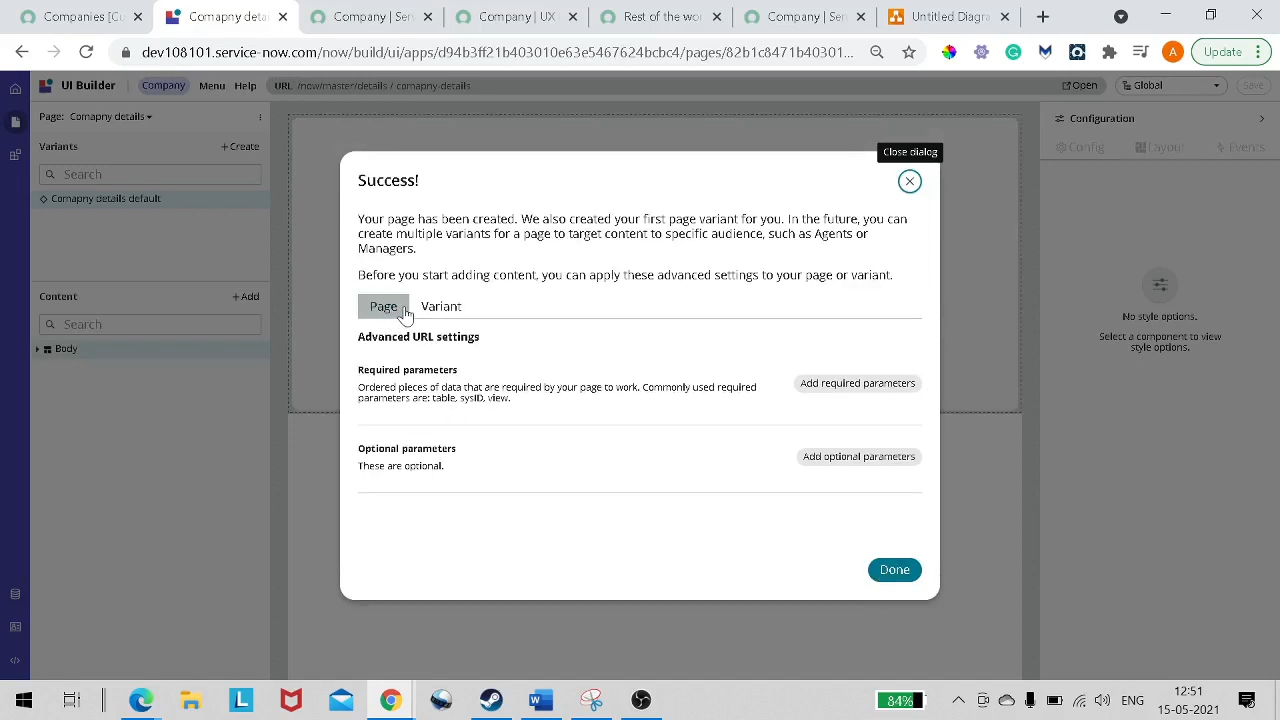 Companies [Co
Company deta
Company | Sen
Company | UX
Rest of the wo
Company | Sen
Untitled Diagra
dev108101.service-now.com/now/build/ui/apps/d94b3ff21b403010e63e5467624bcbc4/pages/82b1c8471b40301...
A
Update
UI Builder
Company
Menu
Help
URL /now/master/details / comapny-details
Open
Global
Save
Page: Comapny details
Variants
+ Create
Search
Comapny details default
Content
+ Add
Search
Body
Configuration
Config
Layout
Events
No style options.
Select a component to view
style options.
Close dialog
Success!
Your page has been created. We also created your first page variant for you. In the future, you can
create multiple variants for a page to target content to specific audience, such as Agents or
Managers.
Before you start adding content, you can apply these advanced settings to your page or variant.
Page
Variant
Advanced URL settings
Required parameters
Ordered pieces of data that are required by your page to work. Commonly used required
parameters are: table, sysID, view.
Add required parameters
Optional parameters
These are optional.
Add optional parameters
Done
84%
ENG
12:51
15-05-2021